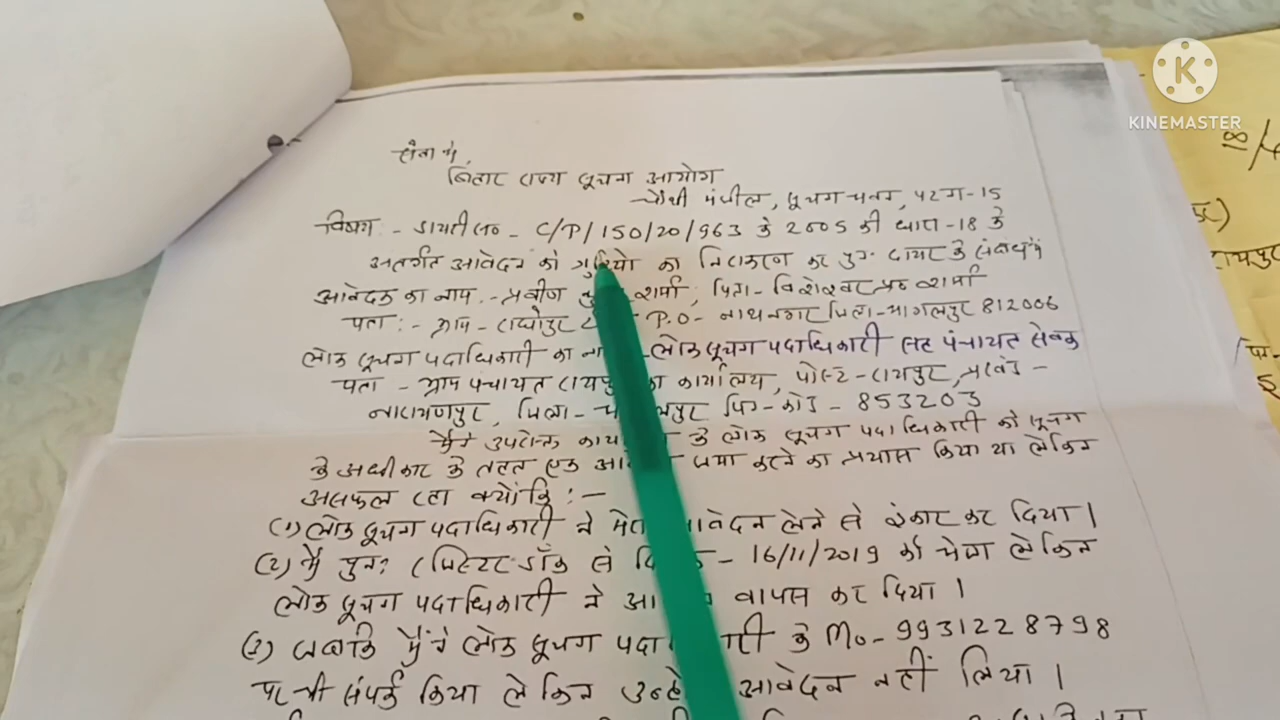 सेवा में,
बिहार राज्य सूचना आयोग
चौथी मंजील, सूचना भवन, पटना-15
विषय :- डायरी सं० - C/P/150/20/963 के 2005 की धारा-18 के
अंतर्गत आवेदन की त्रुटियों का निराकरण कर पुनः दायर के संबंध में
आवेदक का नाम :- प्रवीण शर्मा, पिता- विशेश्वर प्र० शर्मा
पता :- ग्राम - राघोपुर P.O- नाथनगर जिला-भागलपुर 812006
लोक सूचना पदाधिकारी का लोक सूचना पदाधिकारी सह पंचायत सेवक
पता - ग्राम पंचायत रायपुर का कार्यालय, पोस्ट-रायपुर, प्रखंड -
नारायणपुर, जिला- पिन-कोड - 853203
मैंने उपरोक्त के लोक सूचना पदाधिकारी को सूचना
के अधीकार के तहत एक जमा करने का प्रयास किया था लेकिन
असफल रहा क्योंकि :-
(1) लोक सूचना पदाधिकारी ने मेरा आवेदन लेने से इंकार कर दिया।
(2) मैं पुनः रजिस्टर डाँक से - 16/11/2019 को भेजा लेकिन
लोक सूचना पदाधिकारी ने वापस कर दिया।
(3) जबकि मैंने लोक सूचना पदाधिकारी के Mo- 9931228798
पर भी संपर्क किया लेकिन उन्होंने आवेदन नहीं लिया।
रायपुर
KINEMASTER